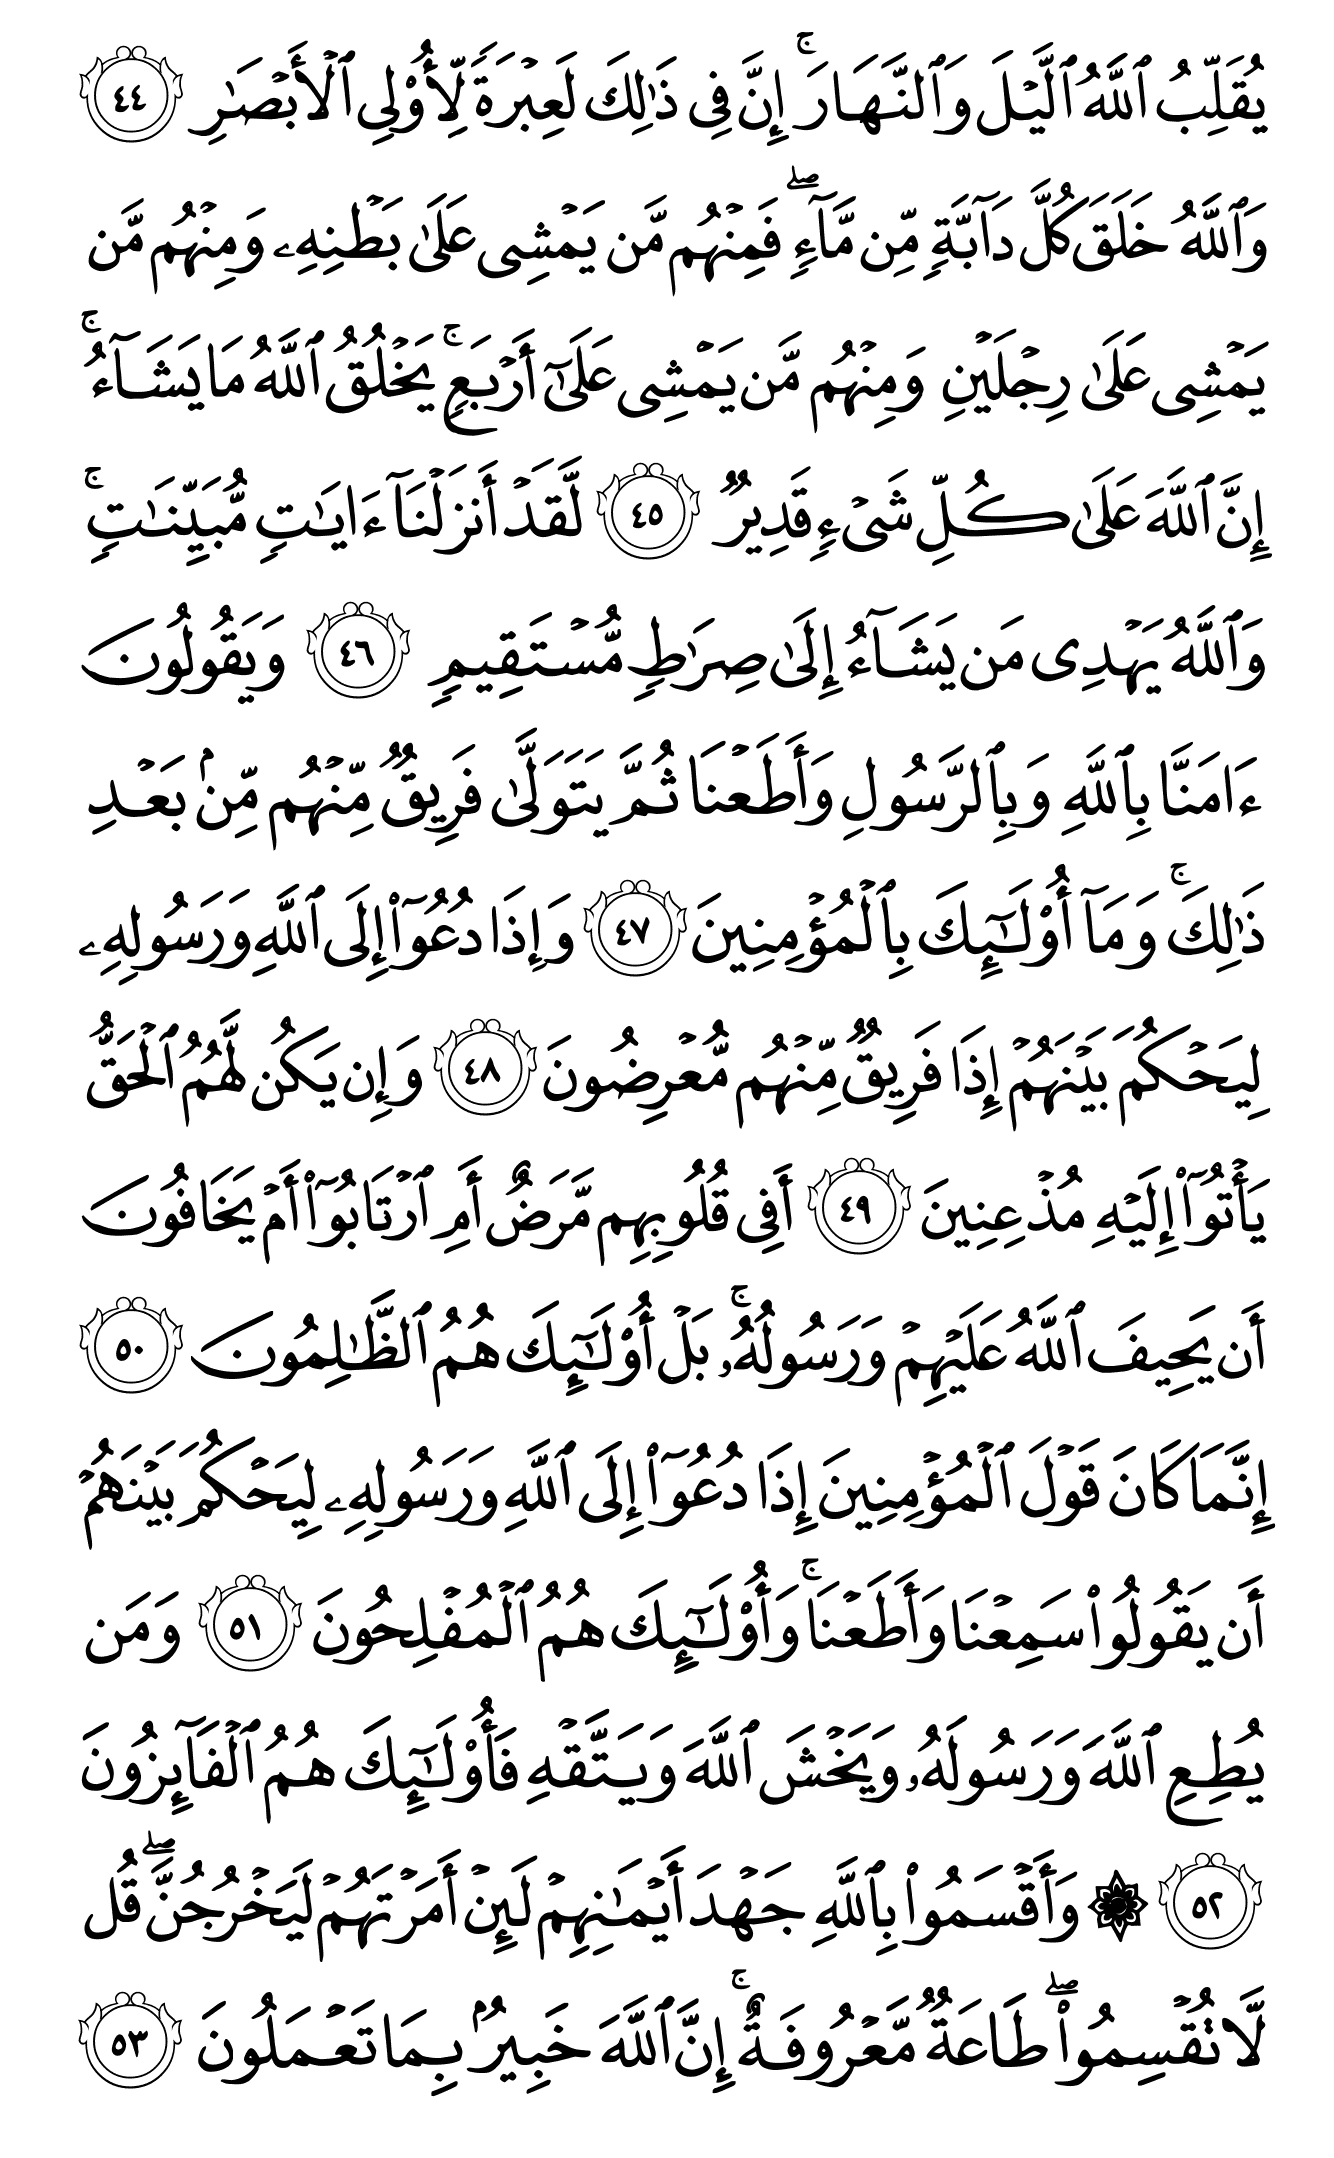 يُقَلِّبُ ٱللَّهُ ٱلَّيْلَ وَٱلنَّهَارَ ۚ إِنَّ فِى ذَٰلِكَ لَعِبْرَةً لِّأُو۟لِى ٱلْأَبْصَـٰرِ ٤٤
وَٱللَّهُ خَلَقَ كُلَّ دَآبَّةٍ مِّن مَّآءٍ ۖ فَمِنْهُم مَّن يَمْشِى عَلَىٰ بَطْنِهِۦ وَمِنْهُم مَّن
يَمْشِى عَلَىٰ رِجْلَيْنِ وَمِنْهُم مَّن يَمْشِى عَلَىٰٓ أَرْبَعٍ ۚ يَخْلُقُ ٱللَّهُ مَا يَشَآءُ ۚ
إِنَّ ٱللَّهَ عَلَىٰ كُلِّ شَىْءٍ قَدِيرٌ ٤٥ لَّقَدْ أَنزَلْنَآ ءَايَـٰتٍ مُّبَيِّنَـٰتٍ ۚ
وَٱللَّهُ يَهْدِى مَن يَشَآءُ إِلَىٰ صِرَٰطٍ مُّسْتَقِيمٍ ٤٦ وَيَقُولُونَ
ءَامَنَّا بِٱللَّهِ وَبِٱلرَّسُولِ وَأَطَعْنَا ثُمَّ يَتَوَلَّىٰ فَرِيقٌ مِّنْهُم مِّنۢ بَعْدِ
ذَٰلِكَ ۚ وَمَآ أُو۟لَـٰٓئِكَ بِٱلْمُؤْمِنِينَ ٤٧ وَإِذَا دُعُوٓا۟ إِلَى ٱللَّهِ وَرَسُولِهِۦ
لِيَحْكُمَ بَيْنَهُمْ إِذَا فَرِيقٌ مِّنْهُم مُّعْرِضُونَ ٤٨ وَإِن يَكُن لَّهُمُ ٱلْحَقُّ
يَأْتُوٓا۟ إِلَيْهِ مُذْعِنِينَ ٤٩ أَفِى قُلُوبِهِم مَّرَضٌ أَمِ ٱرْتَابُوٓا۟ أَمْ يَخَافُونَ
أَن يَحِيفَ ٱللَّهُ عَلَيْهِمْ وَرَسُولُهُۥ ۚ بَلْ أُو۟لَـٰٓئِكَ هُمُ ٱلظَّـٰلِمُونَ ٥٠
إِنَّمَا كَانَ قَوْلَ ٱلْمُؤْمِنِينَ إِذَا دُعُوٓا۟ إِلَى ٱللَّهِ وَرَسُولِهِۦ لِيَحْكُمَ بَيْنَهُمْ
أَن يَقُولُوا۟ سَمِعْنَا وَأَطَعْنَا ۚ وَأُو۟لَـٰٓئِكَ هُمُ ٱلْمُفْلِحُونَ ٥١ وَمَن
يُطِعِ ٱللَّهَ وَرَسُولَهُۥ وَيَخْشَ ٱللَّهَ وَيَتَّقْهِ فَأُو۟لَـٰٓئِكَ هُمُ ٱلْفَآئِزُونَ
٥٢ ۞ وَأَقْسَمُوا۟ بِٱللَّهِ جَهْدَ أَيْمَـٰنِهِمْ لَئِنْ أَمَرْتَهُمْ لَيَخْرُجُنَّ ۖ قُل
لَّا تُقْسِمُوا۟ ۖ طَاعَةٌ مَّعْرُوفَةٌ ۚ إِنَّ ٱللَّهَ خَبِيرٌۢ بِمَا تَعْمَلُونَ ٥٣